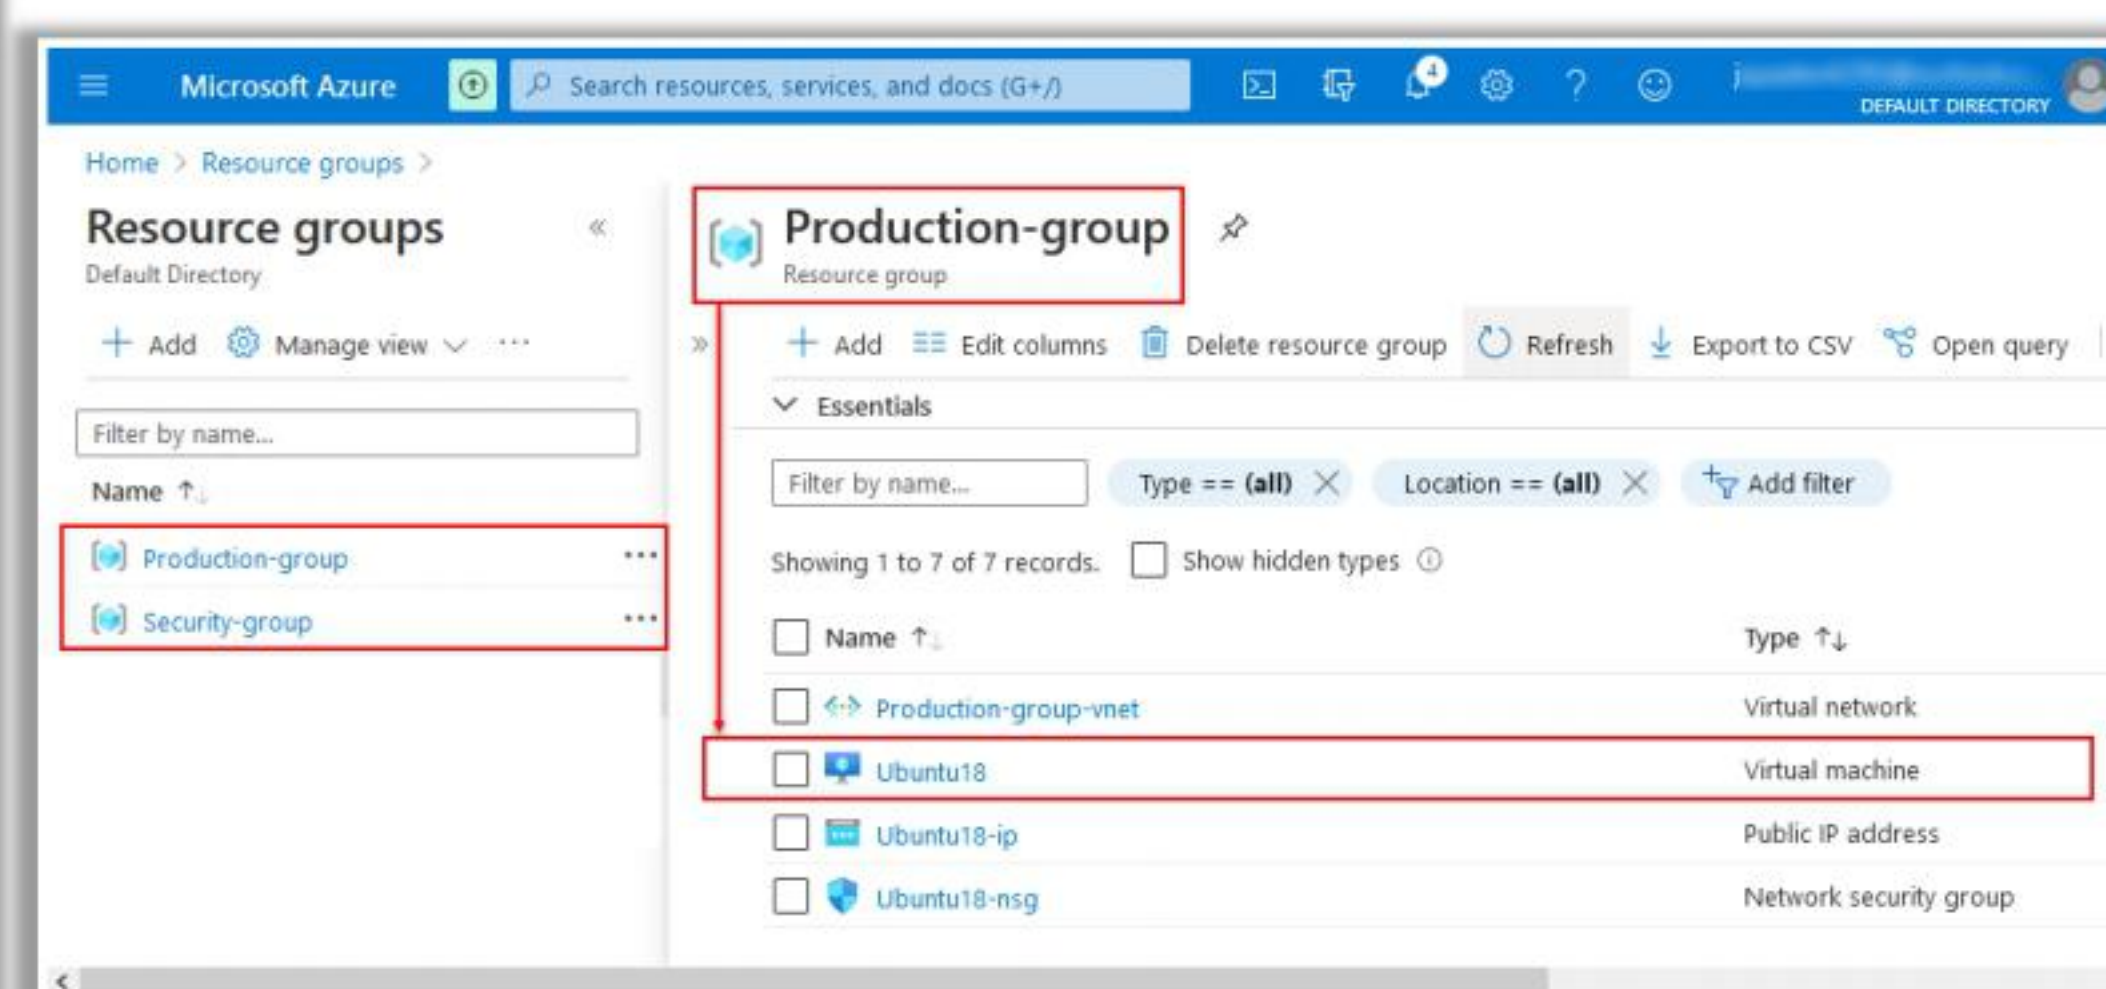 Microsoft Azure
Search resources, services, and docs (G+/)
4
DEFAULT DIRECTORY
Home > Resource groups >
Resource groups
Default Directory
+ Add Manage view ...
Filter by name...
Name ↑↓
Production-group ...
Security-group ...
Production-group
Resource group
+ Add Edit columns Delete resource group Refresh Export to CSV Open query
Essentials
Filter by name... Type == (all) Location == (all) Add filter
Showing 1 to 7 of 7 records. Show hidden types
Name ↑↓ Type ↑↓
Production-group-vnet Virtual network
Ubuntu18 Virtual machine
Ubuntu18-ip Public IP address
Ubuntu18-nsg Network security group